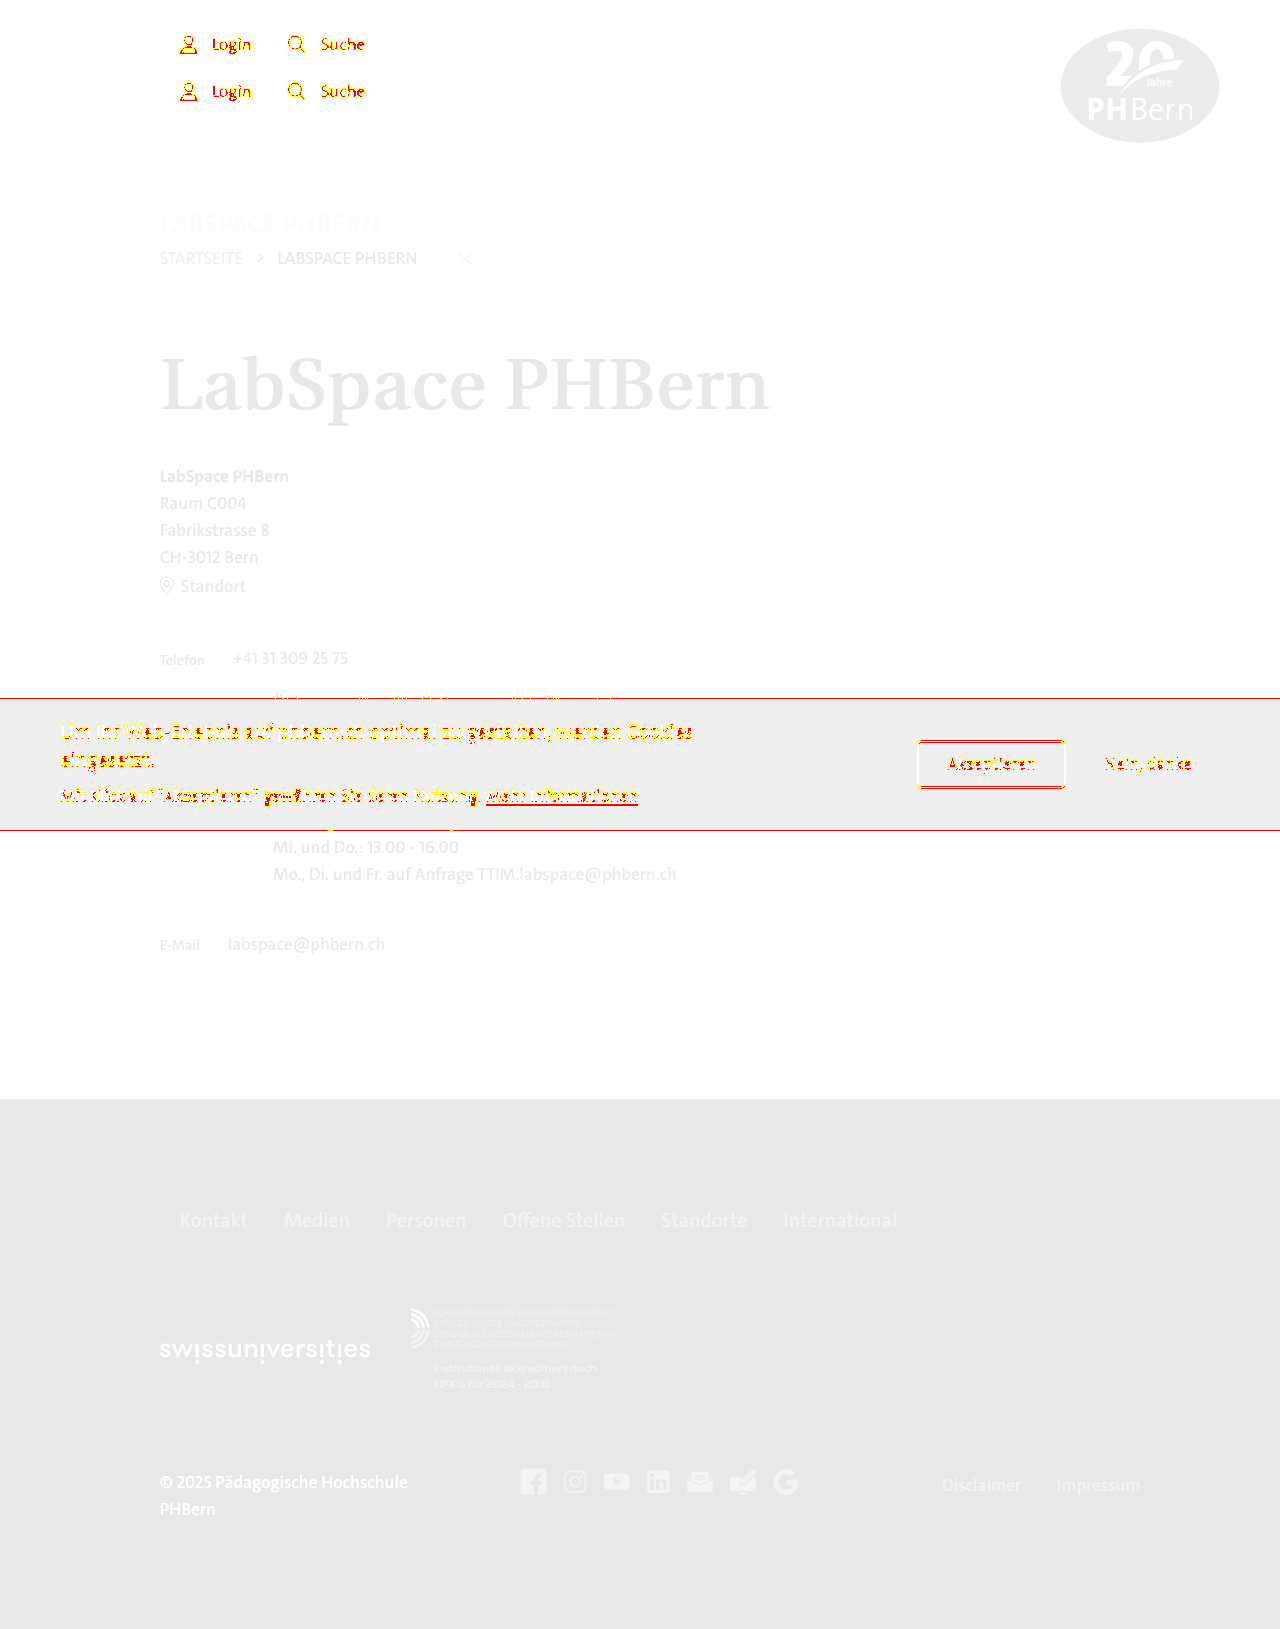 Login Suche
Login Suche
20 Jahre
PHBern
LABSPACE PHBERN
STARTSEITE LABSPACE PHBERN
LabSpace PHBern
LabSpace PHBern
Raum C004
Fabrikstrasse 8
CH-3012 Bern
Standort
Telefon +41 31 309 25 75
Um Ihr Web-Erlebnis auf phbern.ch optimal zu gestalten, werden Cookies
eingesetzt.
Akzeptieren Nein, danke
Mit Klick auf "Akzeptieren" gewähren Sie deren Nutzung. Mehr Informationen
Mi. und Do.: 13.00 - 16.00
Mo., Di. und Fr. auf Anfrage TTIM.labspace@phbern.ch
E-Mail labspace@phbern.ch
Kontakt Medien Personen Offene Stellen Standorte International
SCHWEIZERISCHER AKKREDITIERUNGSRAT
CONSEIL SUISSE D'ACCRÉDITATION
CONSIGLIO SVIZZERO DI ACCREDITAMENTO
SWISS ACCREDITATION COUNCIL
swissuniversities
Institutionell akkreditiert nach
HFKG für 2024 - 2031
© 2025 Pädagogische Hochschule
PHBern
Disclaimer Impressum